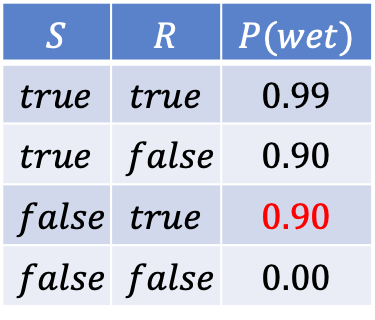 S R P(wet)
true true 0.99
true false 0.90
false true 0.90
false false 0.00